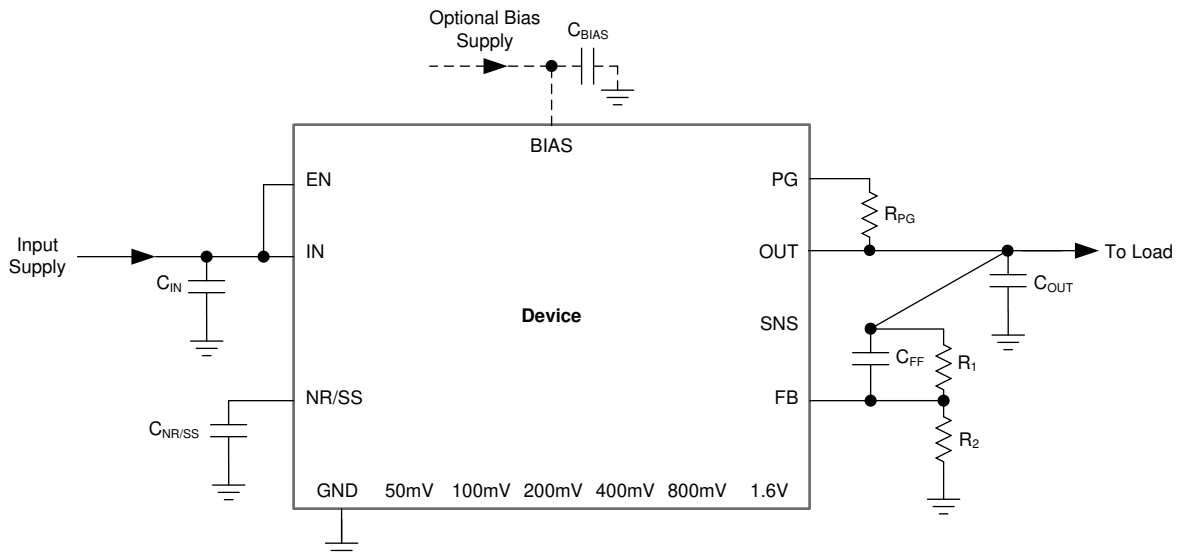 Optional Bias
Supply
CBIAS
BIAS
EN
PG
RPG
Input
Supply
IN
OUT
To Load
CIN
COUT
Device
SNS
CFF
R1
NR/SS
FB
CNR/SS
R2
GND 50mV 100mV 200mV 400mV 800mV 1.6V